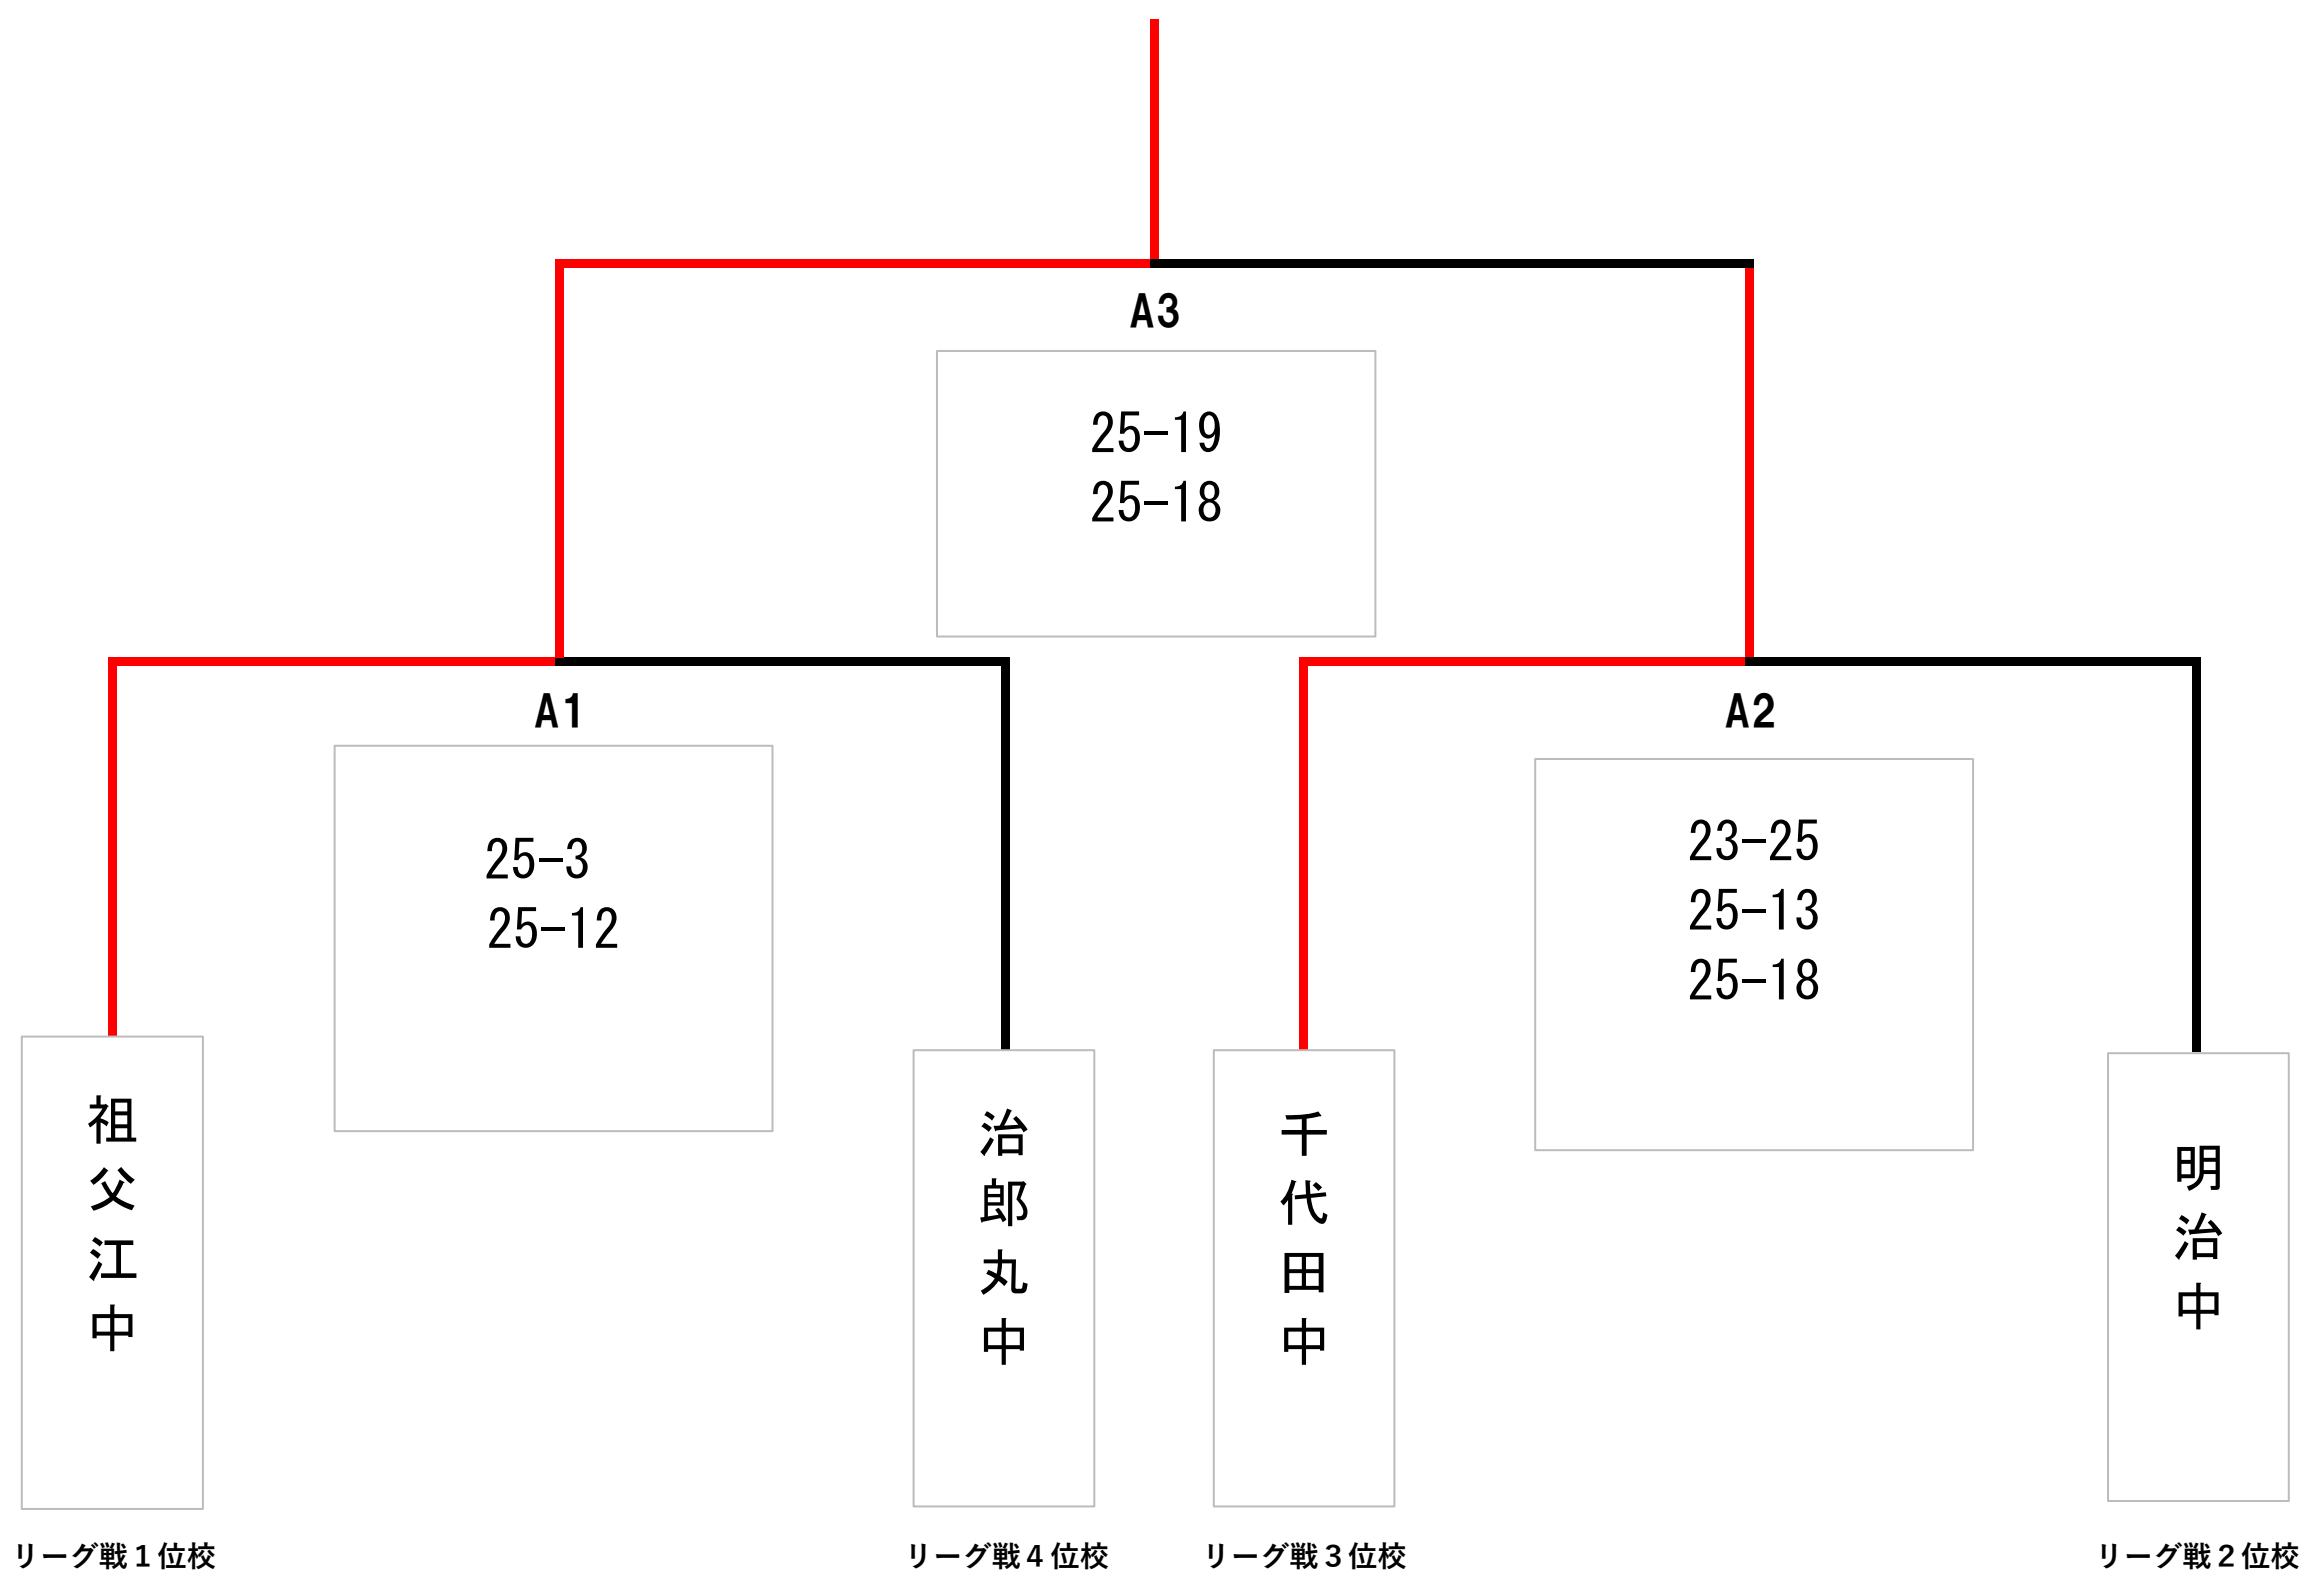 A3
25-19
25-18
A1
25-3
25-12
A2
23-25
25-13
25-18
祖父江中
治郎丸中
千代田中
明治中
リーグ戦１位校
リーグ戦４位校
リーグ戦３位校
リーグ戦２位校